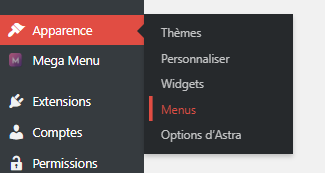 Apparence
Thèmes
Personnaliser
Widgets
Menus
Options d'Astra
Mega Menu
Extensions
Comptes
Permissions